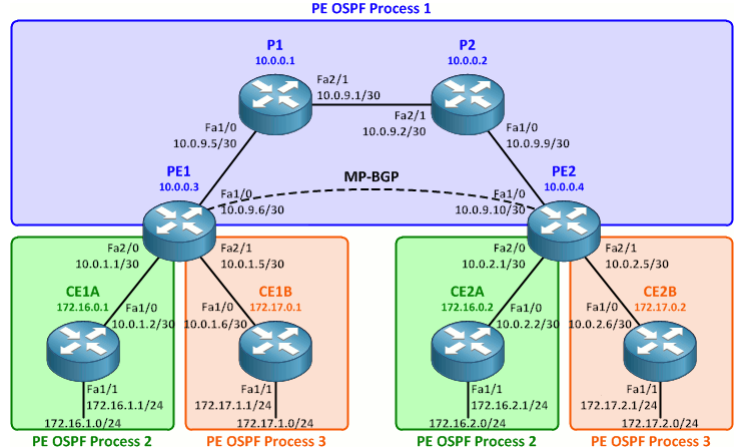 PE OSPF Process 1
P1
10.0.0.1
P2
10.0.0.2
Fa2/1
10.0.9.1/30
Fa2/1
10.0.9.2/30
Fa1/0
10.0.9.5/30
Fa1/0
10.0.9.9/30
PE1
10.0.0.3
MP-BGP
PE2
10.0.0.4
Fa1/0
10.0.9.6/30
Fa1/0
10.0.9.10/30
Fa2/0
10.0.1.1/30
Fa2/1
10.0.1.5/30
Fa2/0
10.0.2.1/30
Fa2/1
10.0.2.5/30
CE1A
172.16.0.1
Fa1/0
10.0.1.2/30
CE1B
172.17.0.1
Fa1/0
10.0.1.6/30
CE2A
172.16.0.2
Fa1/0
10.0.2.2/30
CE2B
172.17.0.2
Fa1/0
10.0.2.6/30
Fa1/1
172.16.1.1/24
172.16.1.0/24
Fa1/1
172.17.1.1/24
172.17.1.0/24
Fa1/1
172.16.2.1/24
172.16.2.0/24
Fa1/1
172.17.2.1/24
172.17.2.0/24
PE OSPF Process 2
PE OSPF Process 3
PE OSPF Process 2
PE OSPF Process 3